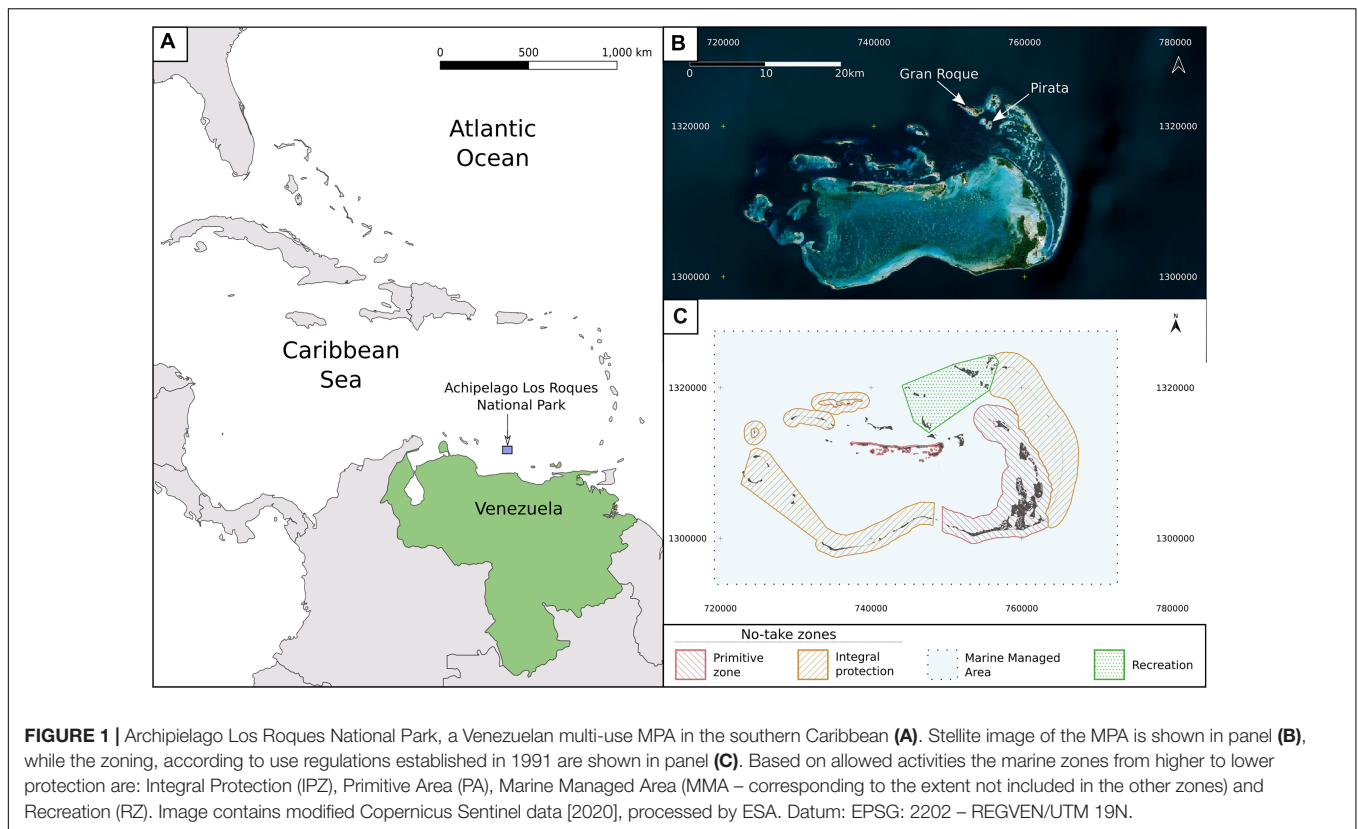 A
0 500 1,000 km
Atlantic
Ocean
Caribbean
Sea
Achipelago Los Roques
National Park
Venezuela
B
720000 740000 760000 780000
0 10 20km
Gran Roque
Pirata
1320000 1320000
1300000 1300000
C
N
1320000 1320000
1300000 1300000
720000 740000 760000 780000
No-take zones
Primitive
zone
Integral
protection
Marine Managed
Area
Recreation
FIGURE 1 | Archipielago Los Roques National Park, a Venezuelan multi-use MPA in the southern Caribbean (A). Stellite image of the MPA is shown in panel (B),
while the zoning, according to use regulations established in 1991 are shown in panel (C). Based on allowed activities the marine zones from higher to lower
protection are: Integral Protection (IPZ), Primitive Area (PA), Marine Managed Area (MMA – corresponding to the extent not included in the other zones) and
Recreation (RZ). Image contains modified Copernicus Sentinel data [2020], processed by ESA. Datum: EPSG: 2202 – REGVEN/UTM 19N.